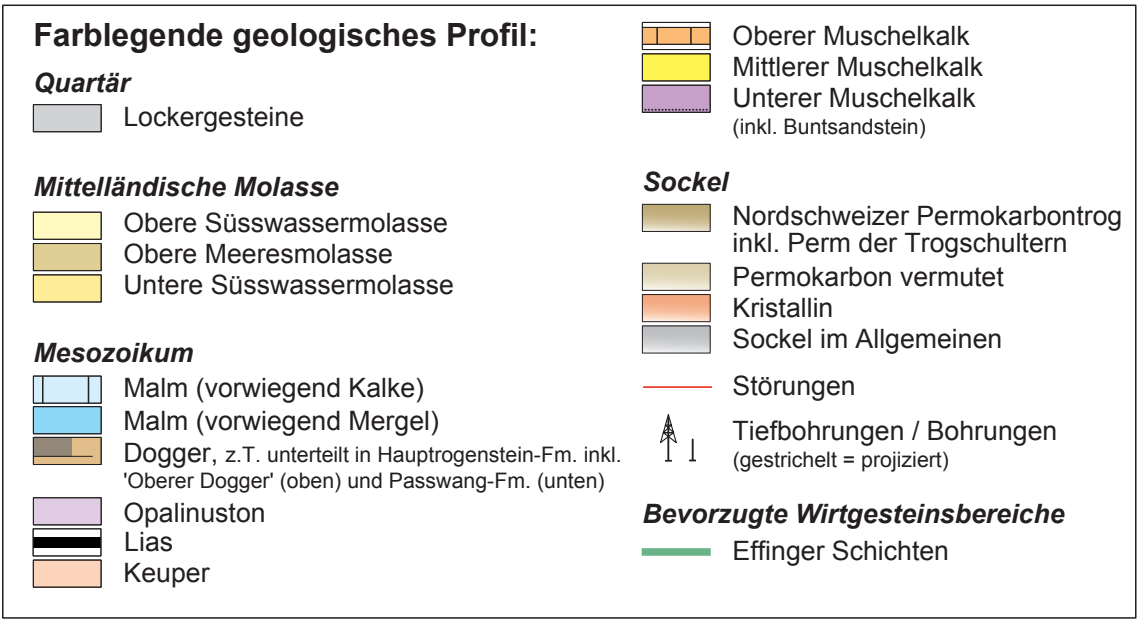 Farblegende geologisches Profil:
Quartär
Lockergesteine
Mittelländische Molasse
Obere Süsswassermolasse
Obere Meeresmolasse
Untere Süsswassermolasse
Mesozoikum
Malm (vorwiegend Kalke)
Malm (vorwiegend Mergel)
Dogger, z.T. unterteilt in Hauptrogenstein-Fm. inkl.
'Oberer Dogger' (oben) und Passwang-Fm. (unten)
Opalinuston
Lias
Keuper
Oberer Muschelkalk
Mittlerer Muschelkalk
Unterer Muschelkalk
(inkl. Buntsandstein)
Sockel
Nordschweizer Permokarbontrog
inkl. Perm der Trogschultern
Permokarbon vermutet
Kristallin
Sockel im Allgemeinen
Störungen
Tiefbohrungen / Bohrungen
(gestrichelt = projiziert)
Bevorzugte Wirtgesteinsbereiche
Effinger Schichten